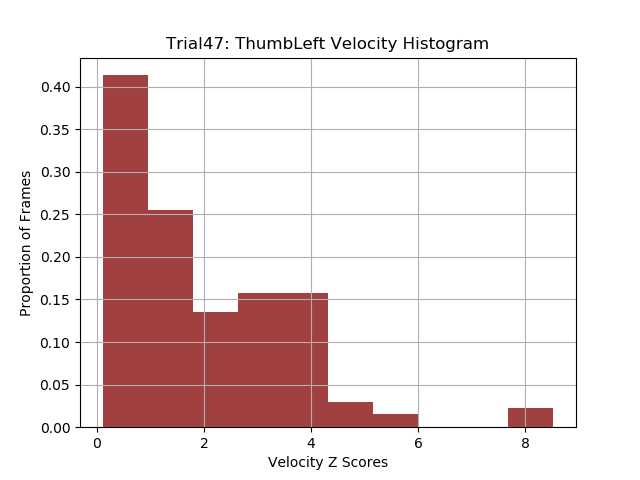 Trial47: ThumbLeft Velocity Histogram
0.40
0.35
0.30
0.25
0.20
0.15
0.10
0.05
0.00
Proportion of Frames
0 2 4 6 8
Velocity Z Scores